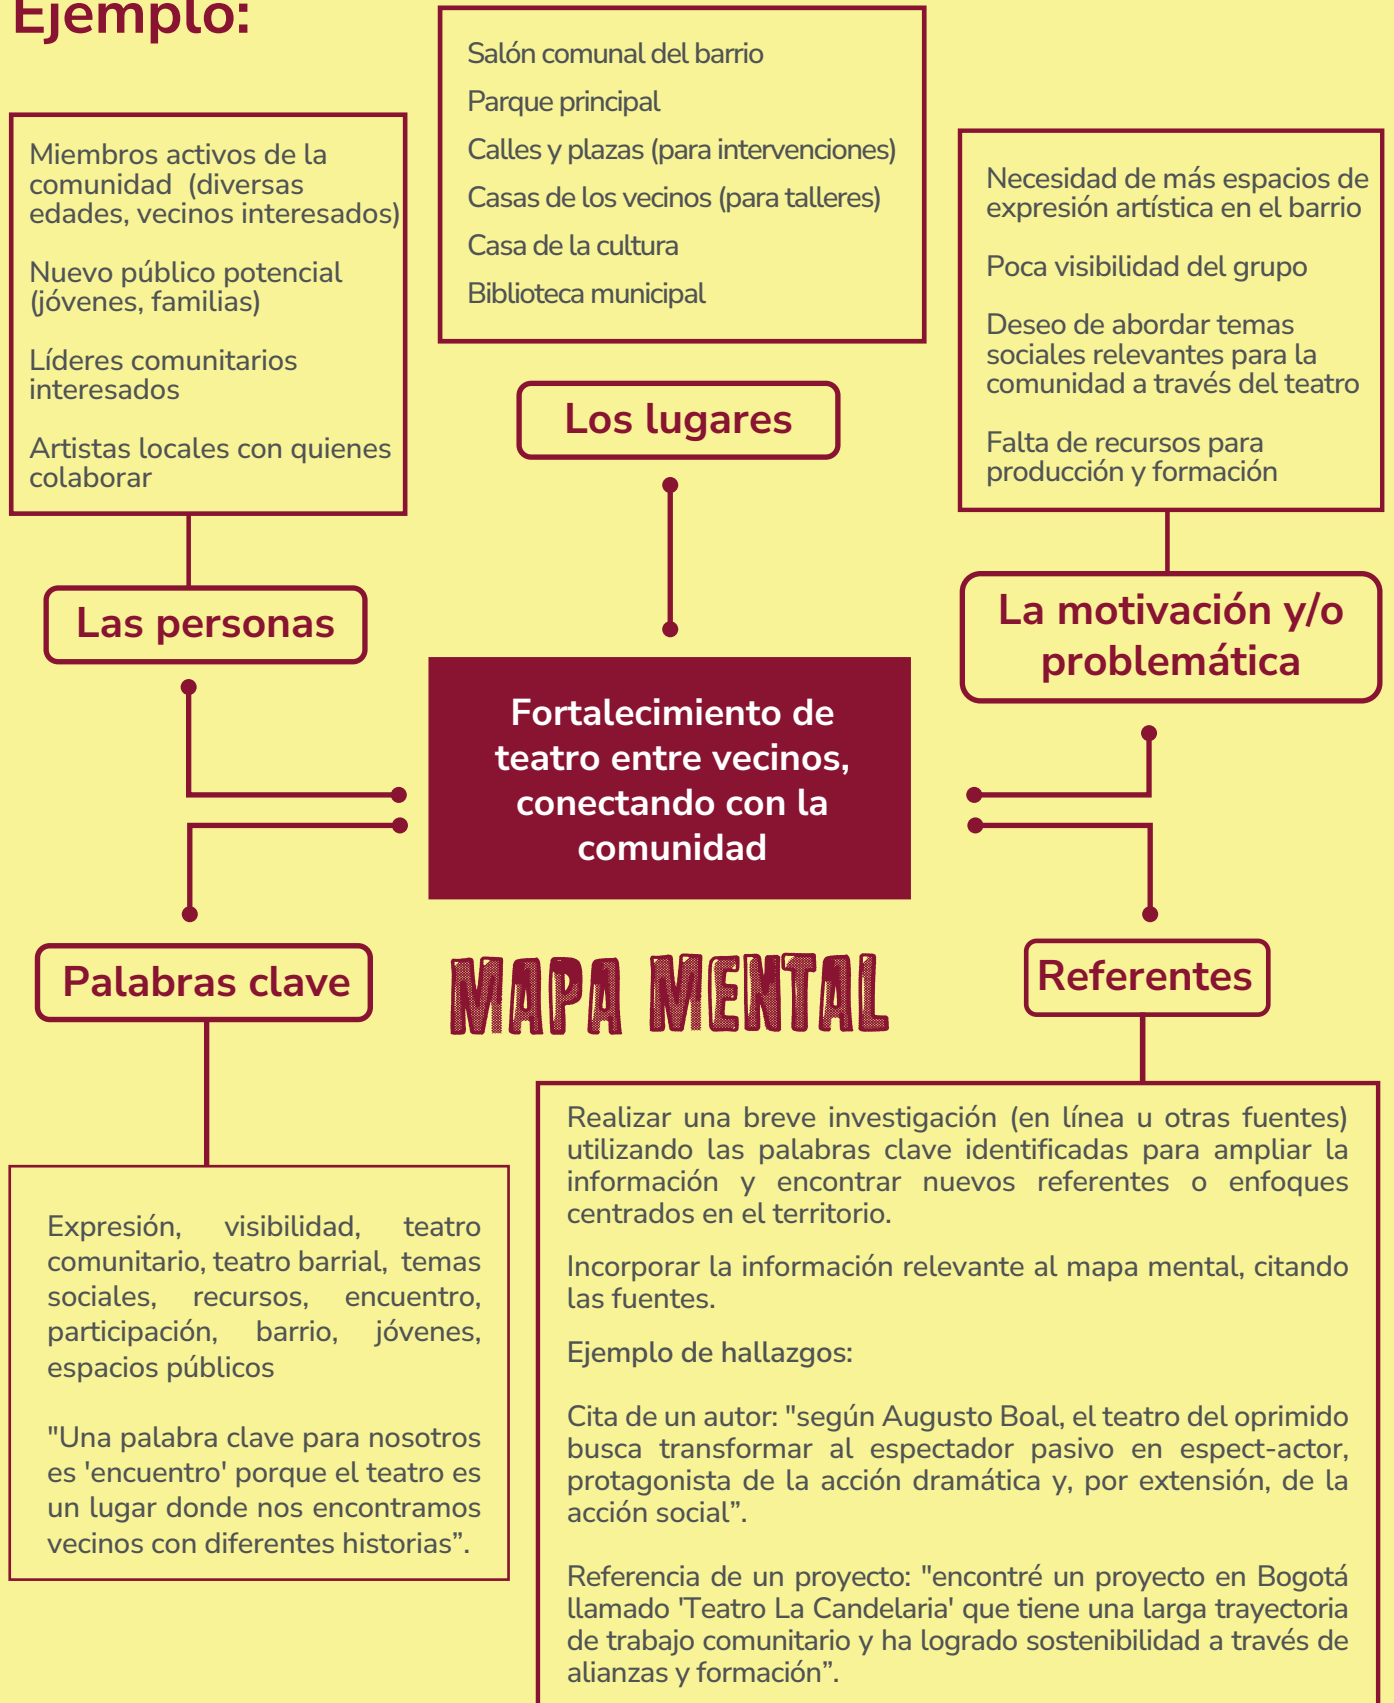 Ejemplo:
Salón comunal del barrio
Parque principal
Calles y plazas (para intervenciones)
Casas de los vecinos (para talleres)
Casa de la cultura
Biblioteca municipal
Los lugares
Miembros activos de la
comunidad (diversas
edades, vecinos interesados)
Nuevo público potencial
(jóvenes, familias)
Líderes comunitarios
interesados
Artistas locales con quienes
colaborar
Las personas
Necesidad de más espacios de
expresión artística en el barrio
Poca visibilidad del grupo
Deseo de abordar temas
sociales relevantes para la
comunidad a través del teatro
Falta de recursos para
producción y formación
La motivación y/o
problemática
Fortalecimiento de
teatro entre vecinos,
conectando con la
comunidad
MAPA MENTAL
Palabras clave
Expresión, visibilidad, teatro
comunitario, teatro barrial, temas
sociales, recursos, encuentro,
participación, barrio, jóvenes,
espacios públicos
"Una palabra clave para nosotros
es 'encuentro' porque el teatro es
un lugar donde nos encontramos
vecinos con diferentes historias”.
Referentes
Realizar una breve investigación (en línea u otras fuentes)
utilizando las palabras clave identificadas para ampliar la
información y encontrar nuevos referentes o enfoques
centrados en el territorio.
Incorporar la información relevante al mapa mental, citando
las fuentes.
Ejemplo de hallazgos:
Cita de un autor: "según Augusto Boal, el teatro del oprimido
busca transformar al espectador pasivo en espect-actor,
protagonista de la acción dramática y, por extensión, de la
acción social”.
Referencia de un proyecto: "encontré un proyecto en Bogotá
llamado 'Teatro La Candelaria' que tiene una larga trayectoria
de trabajo comunitario y ha logrado sostenibilidad a través de
alianzas y formación”.